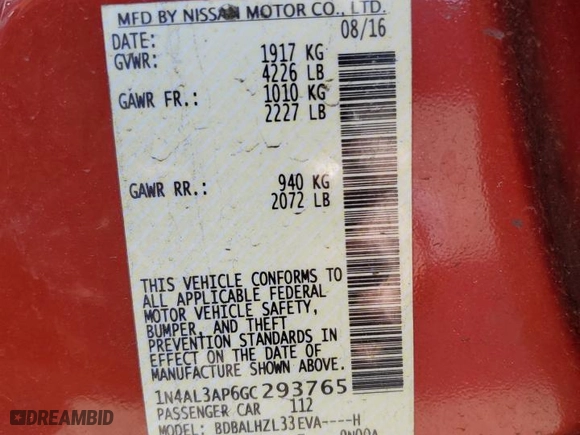 MFD BY NISSAN MOTOR CO., LTD.
DATE: 08/16
GVWR: 1917 KG
4226 LB
GAWR FR.: 1010 KG
2227 LB
GAWR RR.: 940 KG
2072 LB
THIS VEHICLE CONFORMS TO
ALL APPLICABLE FEDERAL
MOTOR VEHICLE SAFETY,
BUMPER, AND THEFT
PREVENTION STANDARDS IN
EFFECT ON THE DATE OF
MANUFACTURE SHOWN ABOVE.
1N4AL3AP6GC293765
PASSENGER CAR 112
MODEL: BDBALHZL33EVA----H
DREAMBID